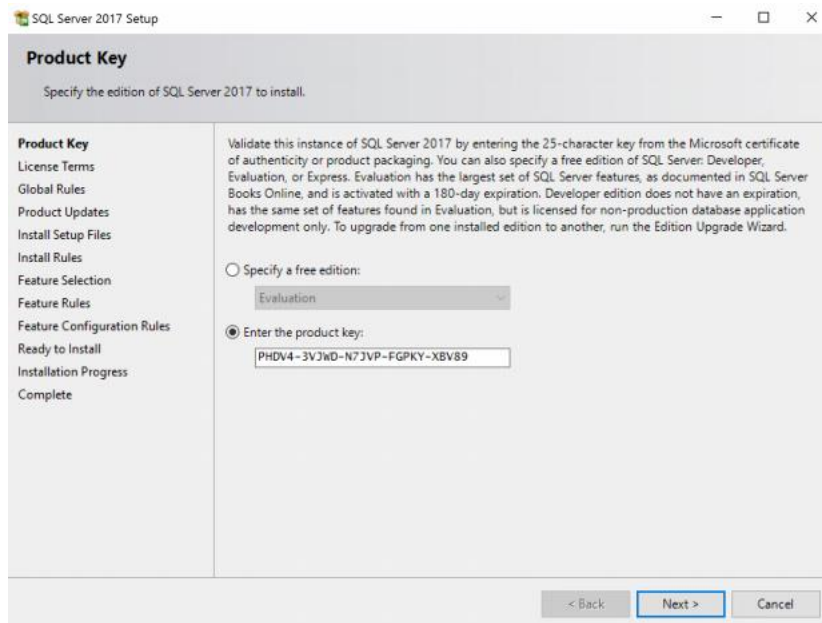 SQL Server 2017 Setup
Product Key
Specify the edition of SQL Server 2017 to install.
Product Key
License Terms
Global Rules
Product Updates
Install Setup Files
Install Rules
Feature Selection
Feature Rules
Feature Configuration Rules
Ready to Install
Installation Progress
Complete
Validate this instance of SQL Server 2017 by entering the 25-character key from the Microsoft certificate
of authenticity or product packaging. You can also specify a free edition of SQL Server: Developer,
Evaluation, or Express. Evaluation has the largest set of SQL Server features, as documented in SQL Server
Books Online, and is activated with a 180-day expiration. Developer edition does not have an expiration,
has the same set of features found in Evaluation, but is licensed for non-production database application
development only. To upgrade from one installed edition to another, run the Edition Upgrade Wizard.
Specify a free edition:
Evaluation
Enter the product key:
PHDV4-3VJWD-N7JVP-FGPKY-XBV89
< Back
Next >
Cancel